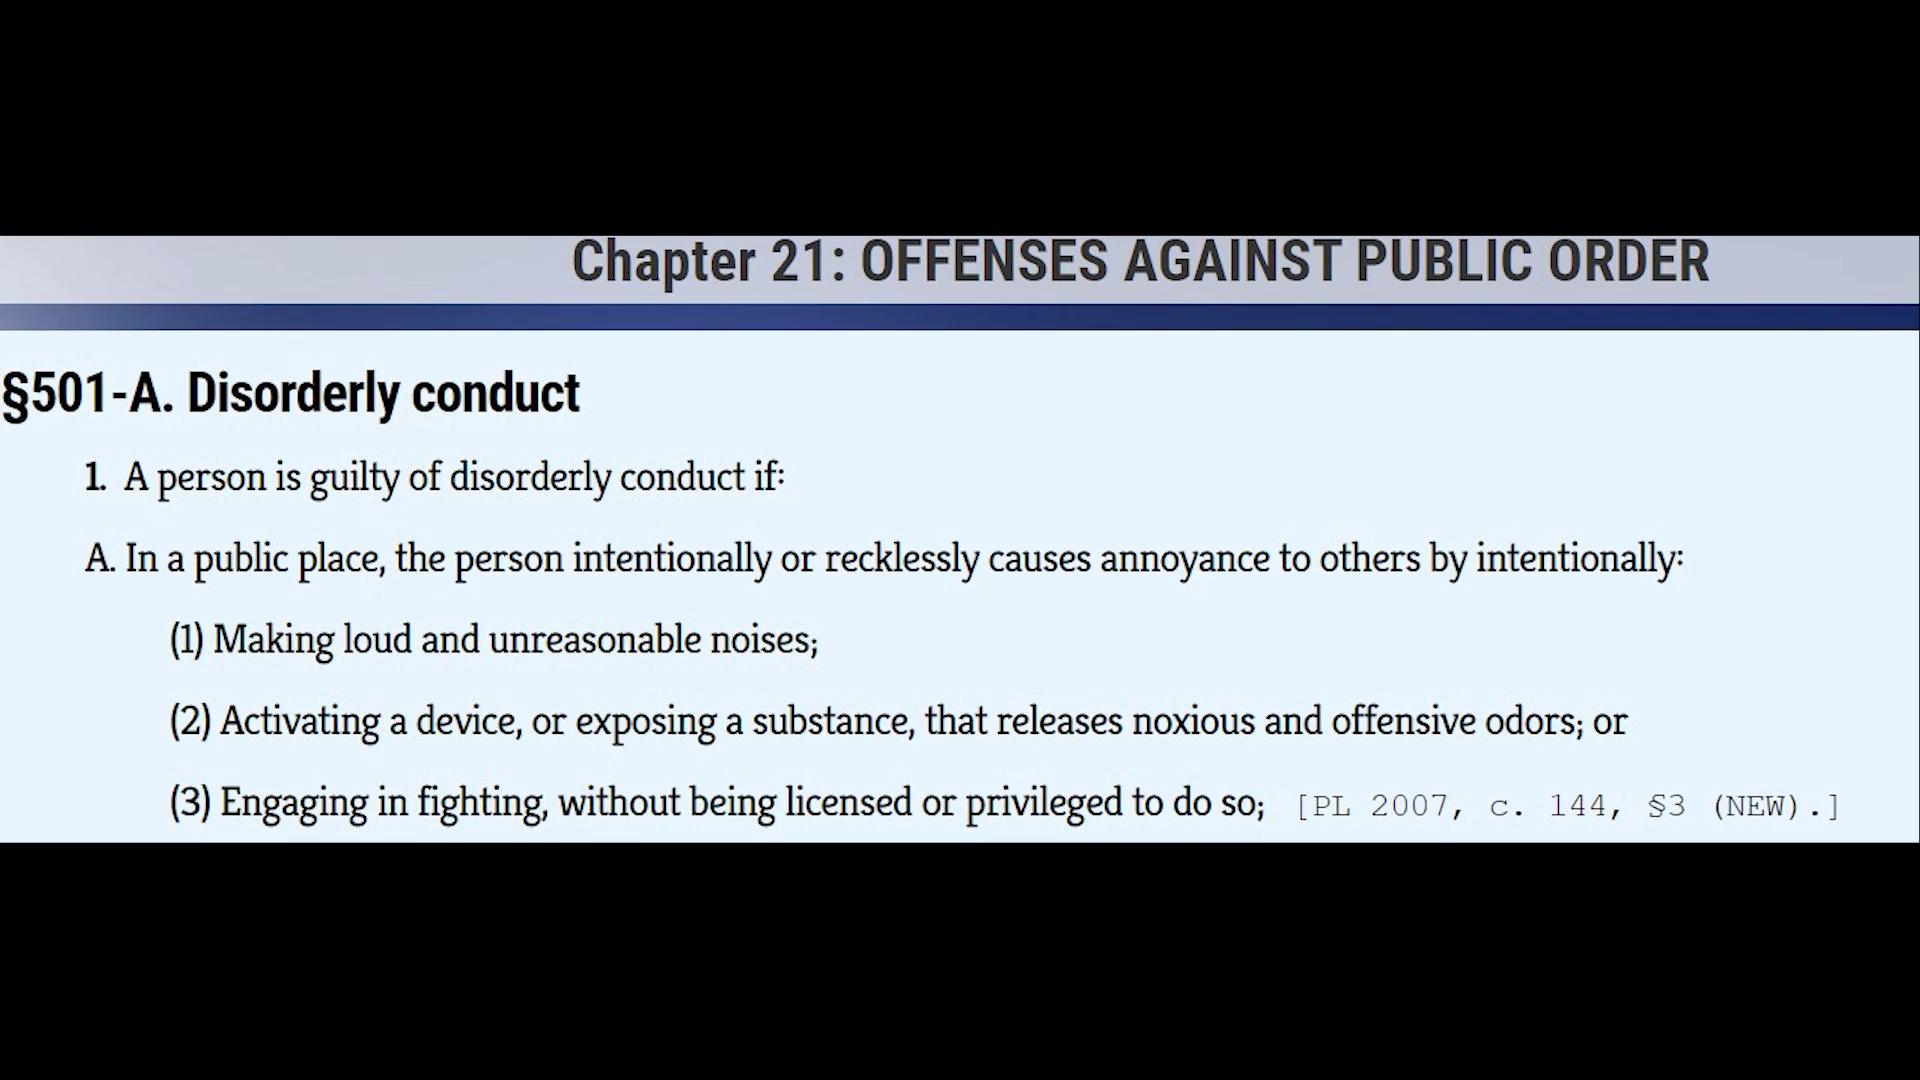 Chapter 21: OFFENSES AGAINST PUBLIC ORDER
§501-A. Disorderly conduct
1. A person is guilty of disorderly conduct if:
A. In a public place, the person intentionally or recklessly causes annoyance to others by intentionally:
(1) Making loud and unreasonable noises;
(2) Activating a device, or exposing a substance, that releases noxious and offensive odors; or
(3) Engaging in fighting, without being licensed or privileged to do so; [PL 2007, c. 144, §3 (NEW).]